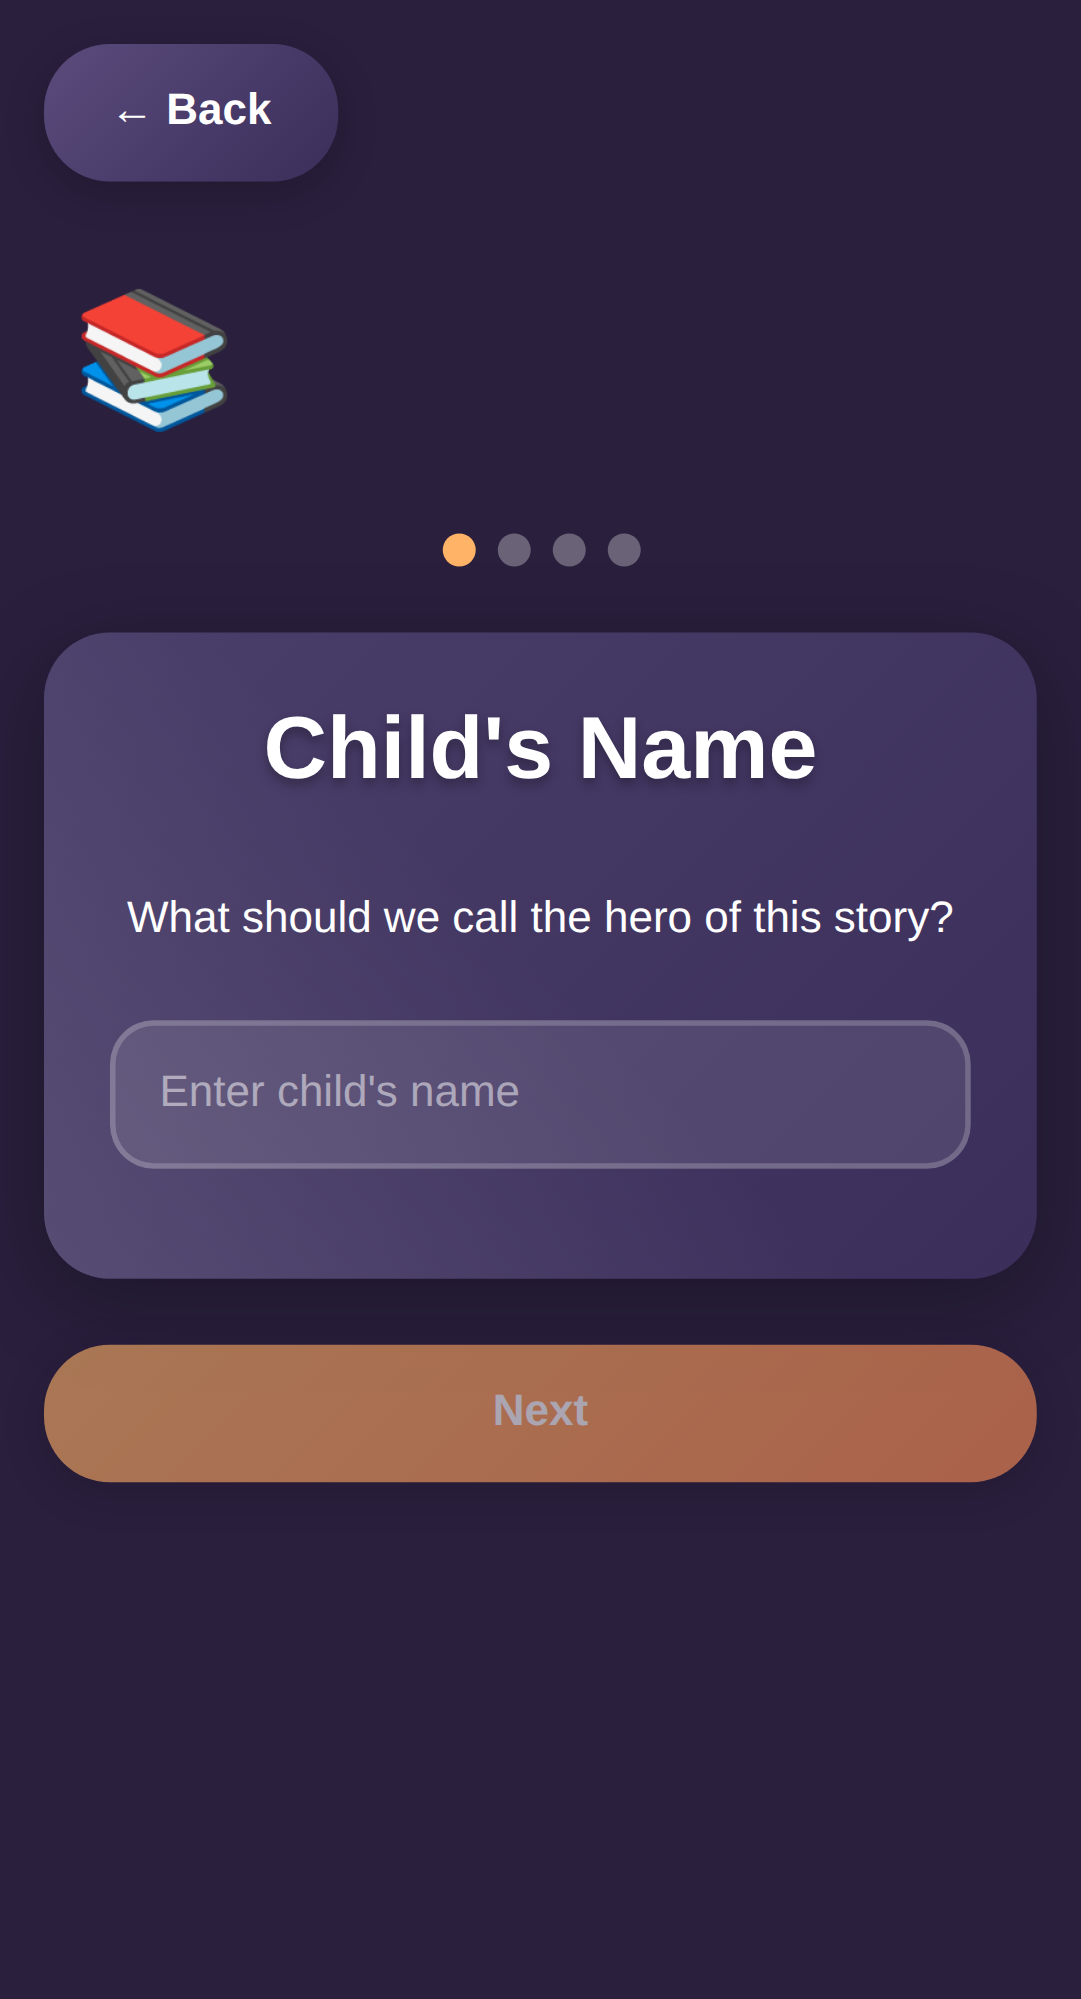 ← Back
Child's Name
What should we call the hero of this story?
Enter child's name
Next